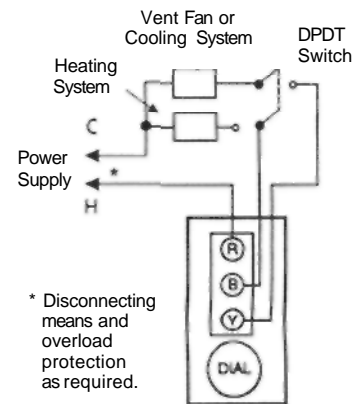 Vent Fan or
Cooling System
DPDT
Switch
Heating
System
C
Power
Supply
*
H
R
B
Y
DIAL
* Disconnecting
means and
overload
protection
as required.